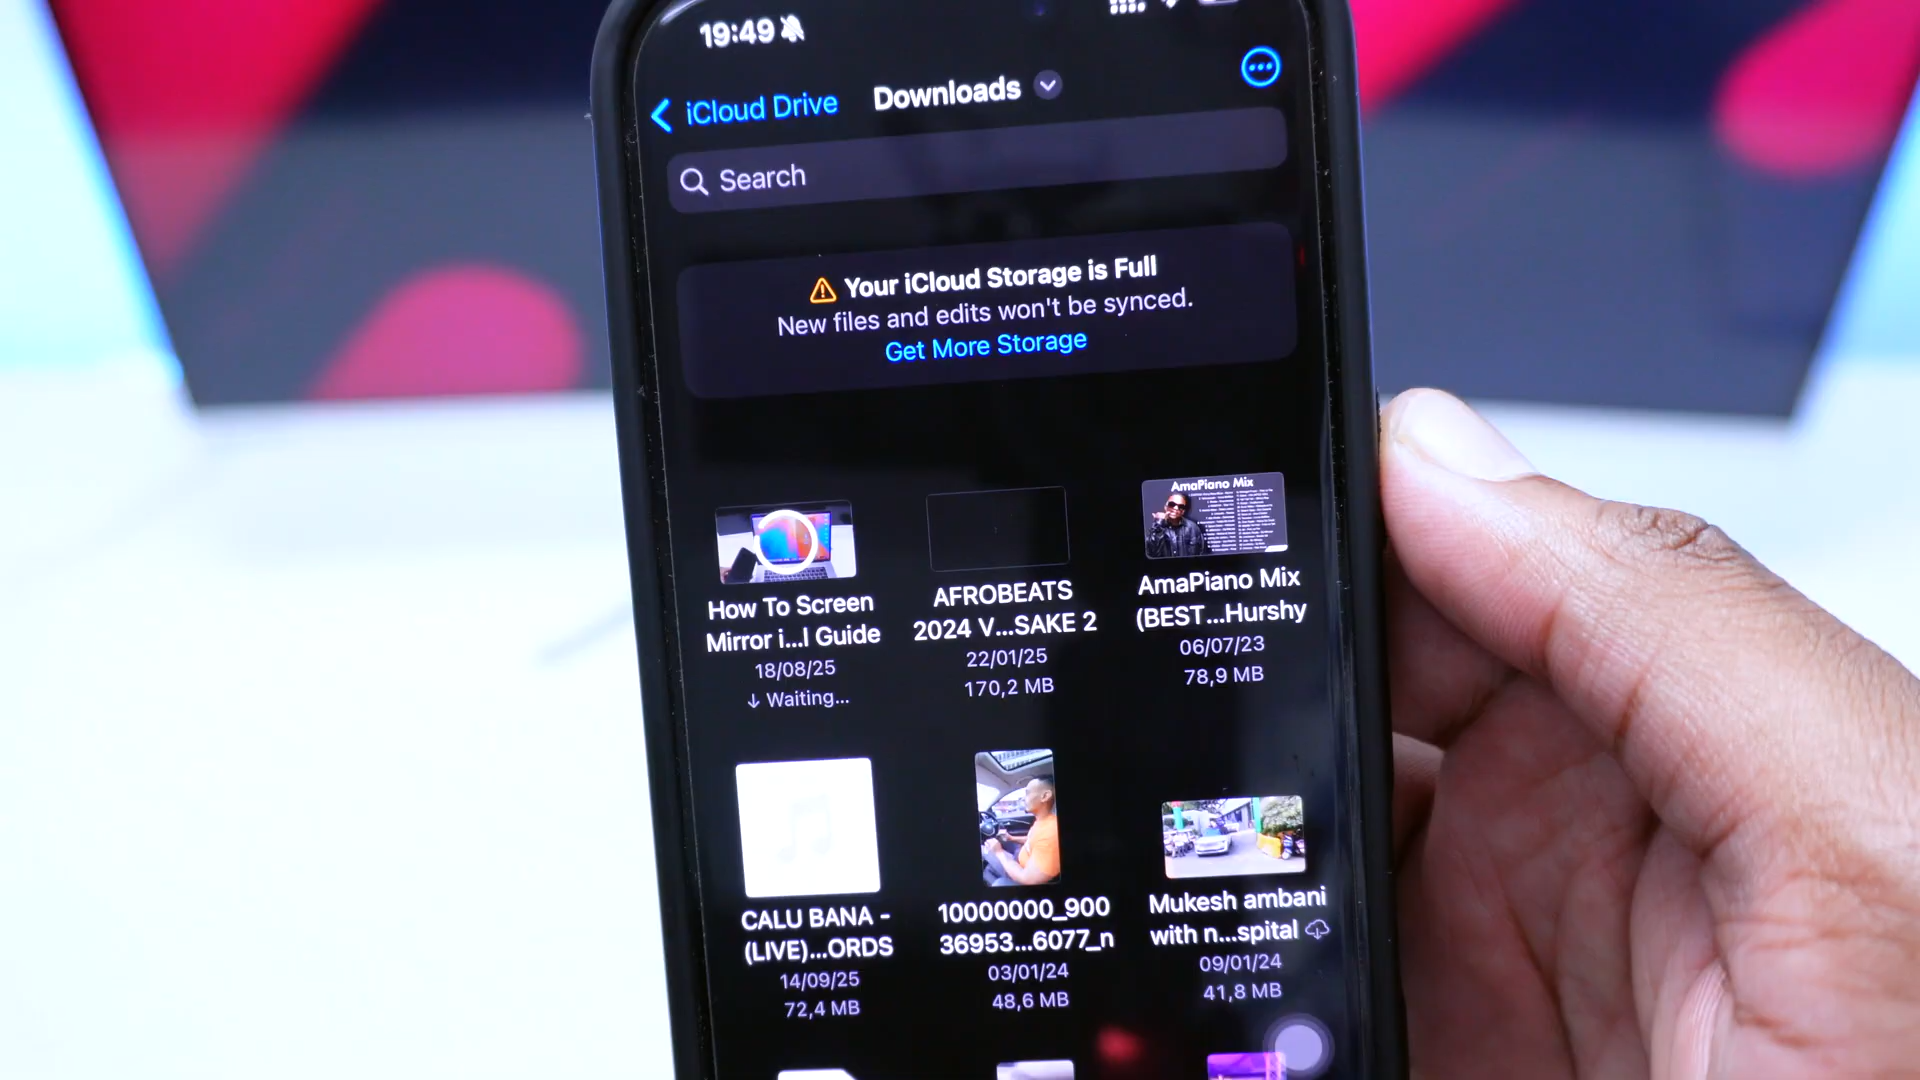 19:49
iCloud Drive
Downloads
Search
Your iCloud Storage is Full
New files and edits won't be synced.
Get More Storage
How To Screen
Mirror i...l Guide
18/08/25
Waiting...
AFROBEATS
2024 V...SAKE 2
22/01/25
170,2 MB
AmaPiano Mix
AmaPiano Mix
(BEST...Hurshy
06/07/23
78,9 MB
CALU BANA -
(LIVE)...ORDS
14/09/25
72,4 MB
10000000_900
36953...6077_n
03/01/24
48,6 MB
Mukesh ambani
with n...spital
09/01/24
41,8 MB